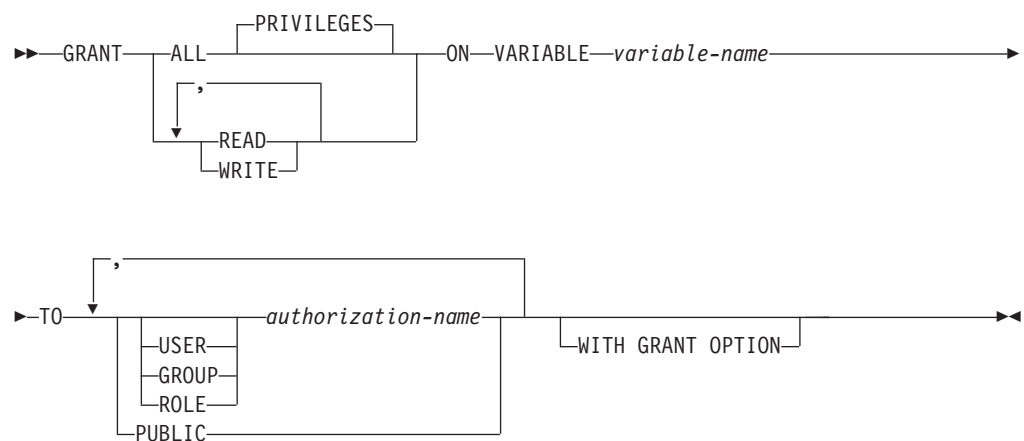 PRIVILEGES
GRANT ALL ON VARIABLE variable-name
,
READ
WRITE
,
TO authorization-name
USER WITH GRANT OPTION
GROUP
ROLE
PUBLIC